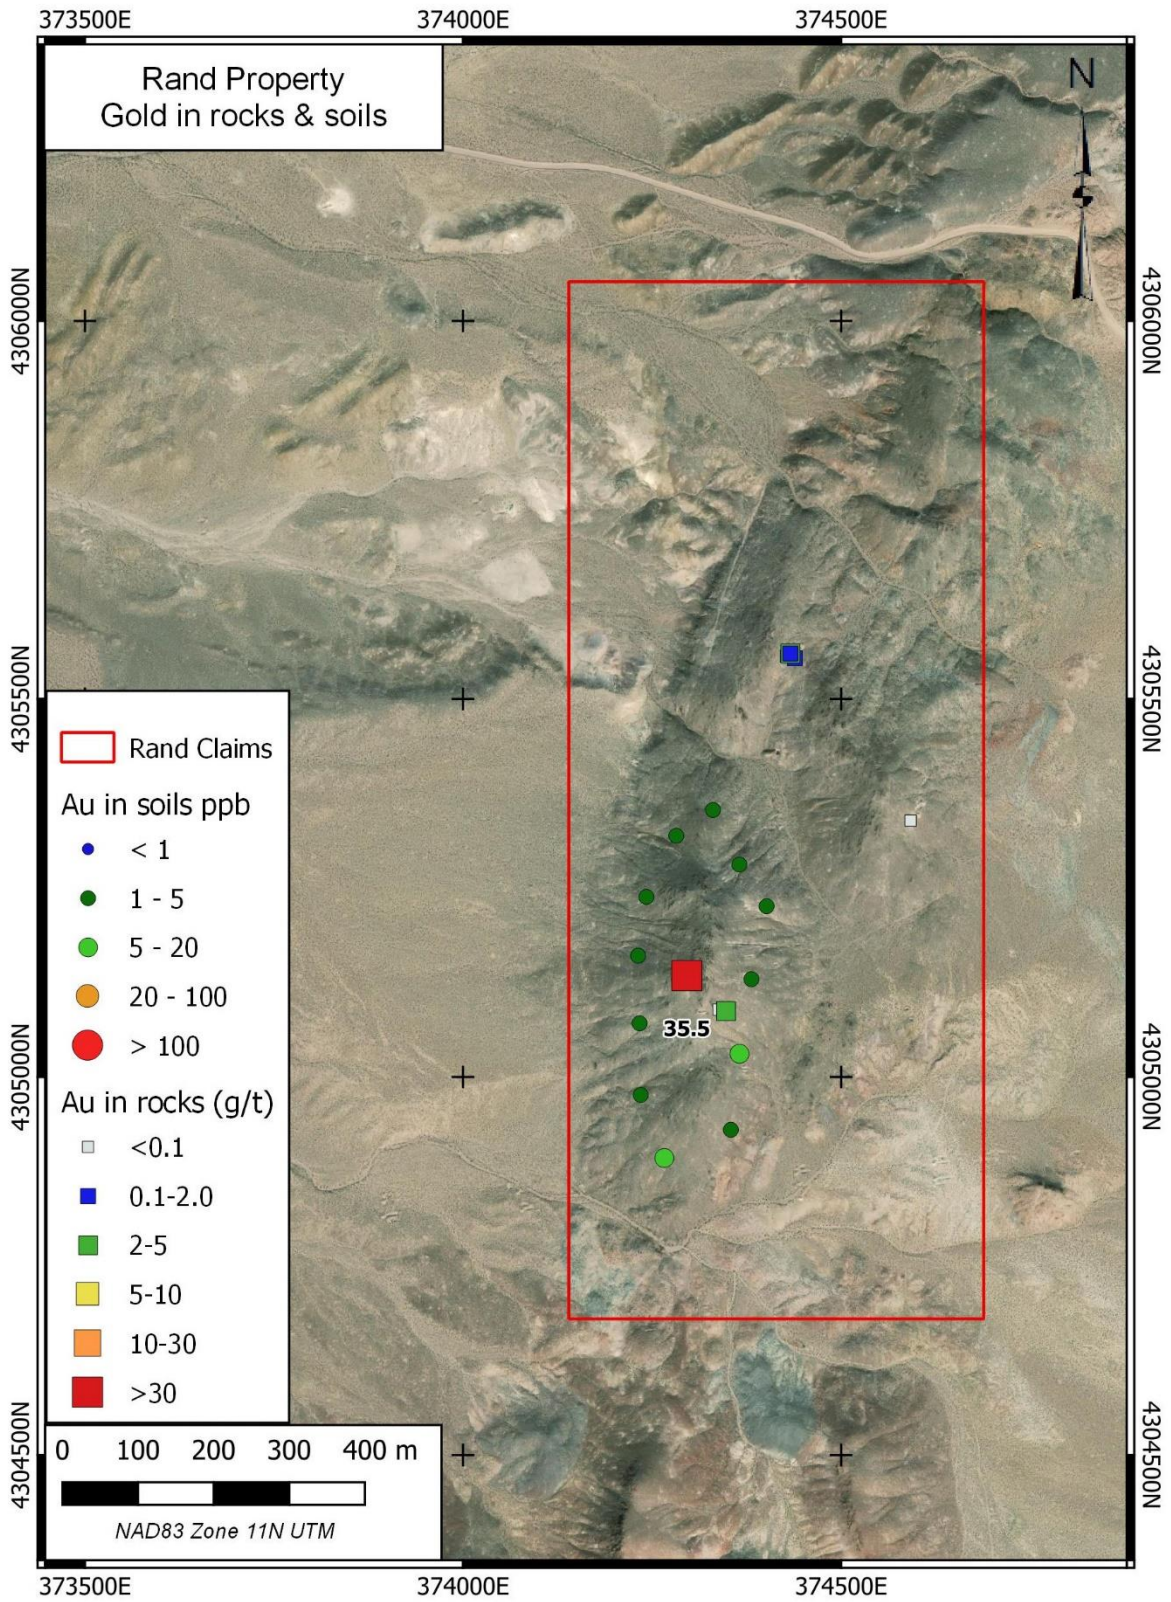 373500E 374000E 374500E
Rand Property
Gold in rocks & soils
N
4306000N 4306000N
4305500N 4305500N
Rand Claims
Au in soils ppb
< 1
1 - 5
5 - 20
20 - 100
> 100
35.5
4305000N 4305000N
Au in rocks (g/t)
<0.1
0.1-2.0
2-5
5-10
10-30
>30
4304500N 4304500N
0 100 200 300 400 m
NAD83 Zone 11N UTM
373500E 374000E 374500E